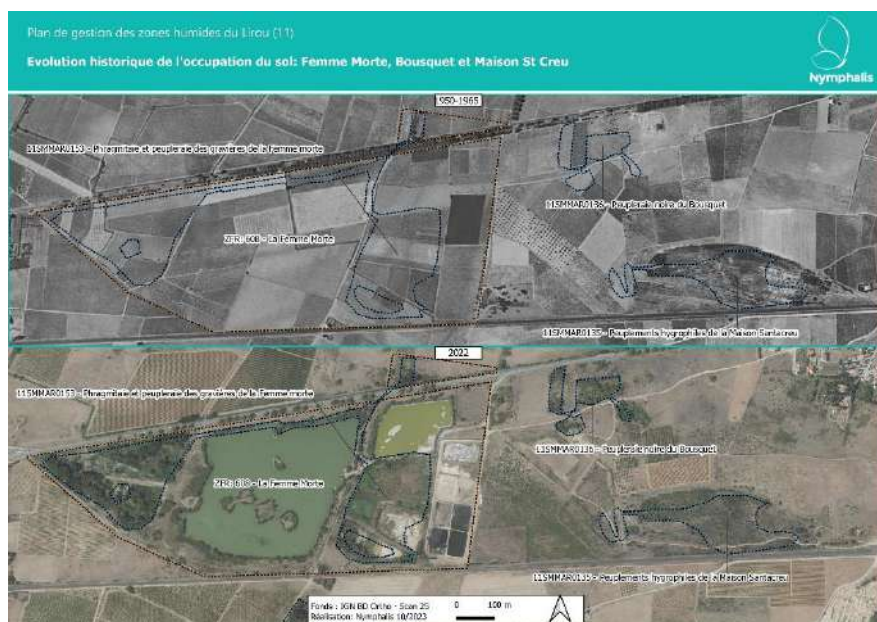 Plan de gestion des zones humides du Lirou (11)
Evolution historique de l'occupation du sol: Femme Morte, Bousquet et Maison St Creu
Nymphalis
1950-1965
11SMMAR0153 - Phragmitaie et peupleraie des gravières de la Femme morte
11SMMAR0136 - Peupleraie noire du Bousquet
ZFR: 608 - La Femme Morte
11SMMAR0135 - Peuplements hygrophiles de la Maison Santacreu
2022
11SMMAR0153 - Phragmitaie et peupleraie des gravières de la Femme morte
11SMMAR0136 - Peupleraie noire du Bousquet
ZFR: 608 - La Femme Morte
11SMMAR0135 - Peuplements hygrophiles de la Maison Santacreu
Fonds : IGN BD Ortho - Scan 25
Réalisation: Nymphalis 10/2023
0 100 m